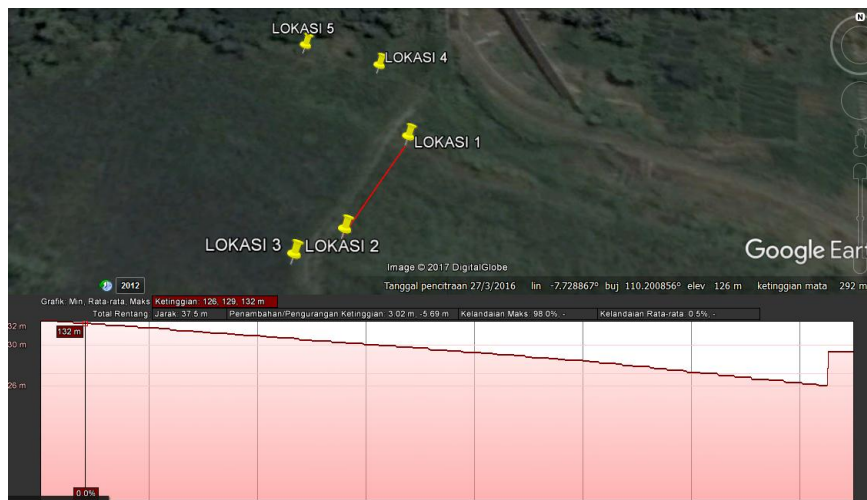 LOKASI 5
LOKASI 4
LOKASI 1
LOKASI 3 LOKASI 2
Image © 2017 DigitalGlobe
Google Eart
N
2012
Tanggal pencitraan 27/3/2016 lin -7.728867° buj 110.200856° elev 126 m ketinggian mata 292 m
Grafik: Min, Rata-rata, Maks Ketinggian: 126, 129, 132 m
Total Rentang Jarak: 37.5 m Penambahan/Pengurangan Ketinggian: 3.02 m, -5.69 m Kelandaian Maks: 98.0%, - Kelandaian Rata-rata: 0.5%, -
32 m
132 m
30 m
26 m
0.0%